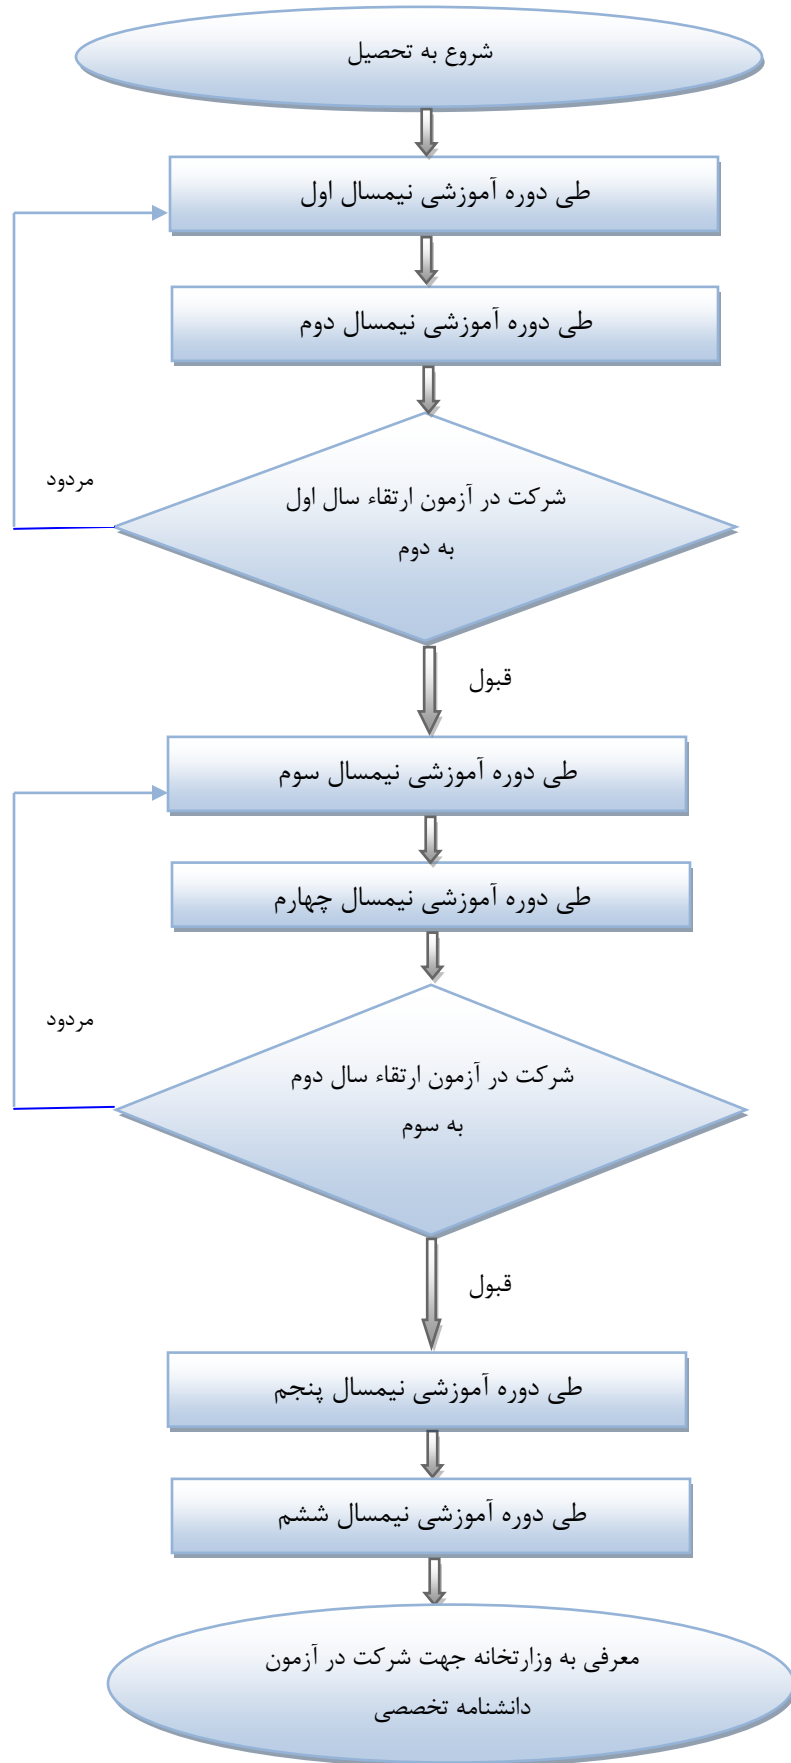 شروع به تحصیل
طی دوره آموزشی نیمسال اول
طی دوره آموزشی نیمسال دوم
مردود
شرکت در آزمون ارتقاء سال اول
به دوم
قبول
طی دوره آموزشی نیمسال سوم
طی دوره آموزشی نیمسال چهارم
مردود
شرکت در آزمون ارتقاء سال دوم
به سوم
قبول
طی دوره آموزشی نیمسال پنجم
طی دوره آموزشی نیمسال ششم
معرفی به وزارتخانه جهت شرکت در آزمون
دانشنامه تخصصی